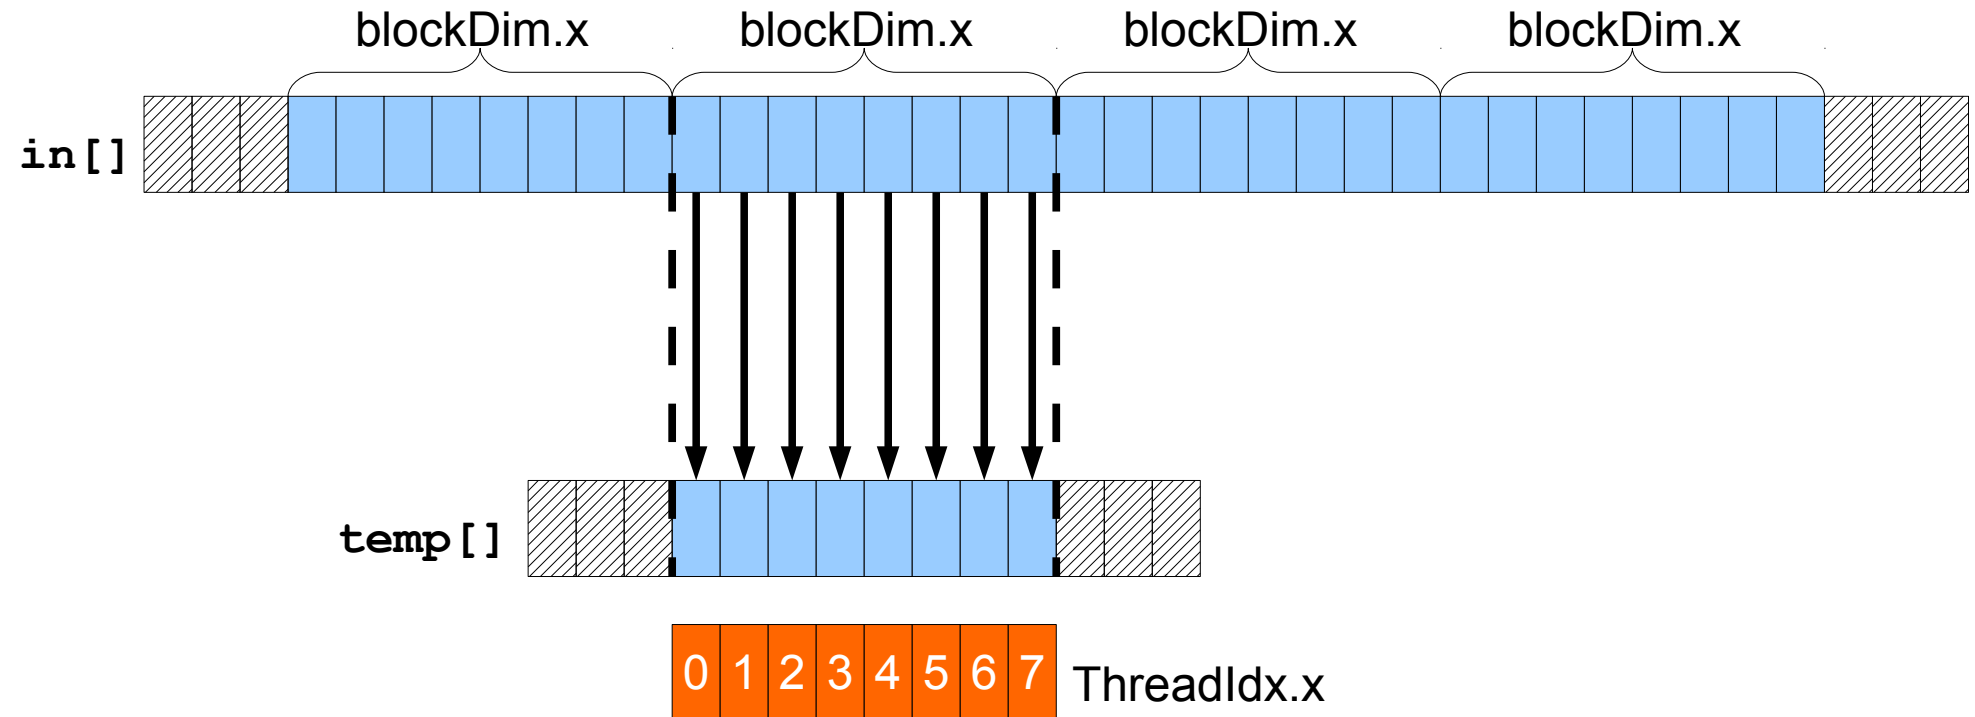 blockDim.x blockDim.x blockDim.x blockDim.x
in[]
temp[]
0 1 2 3 4 5 6 7 ThreadIdx.x